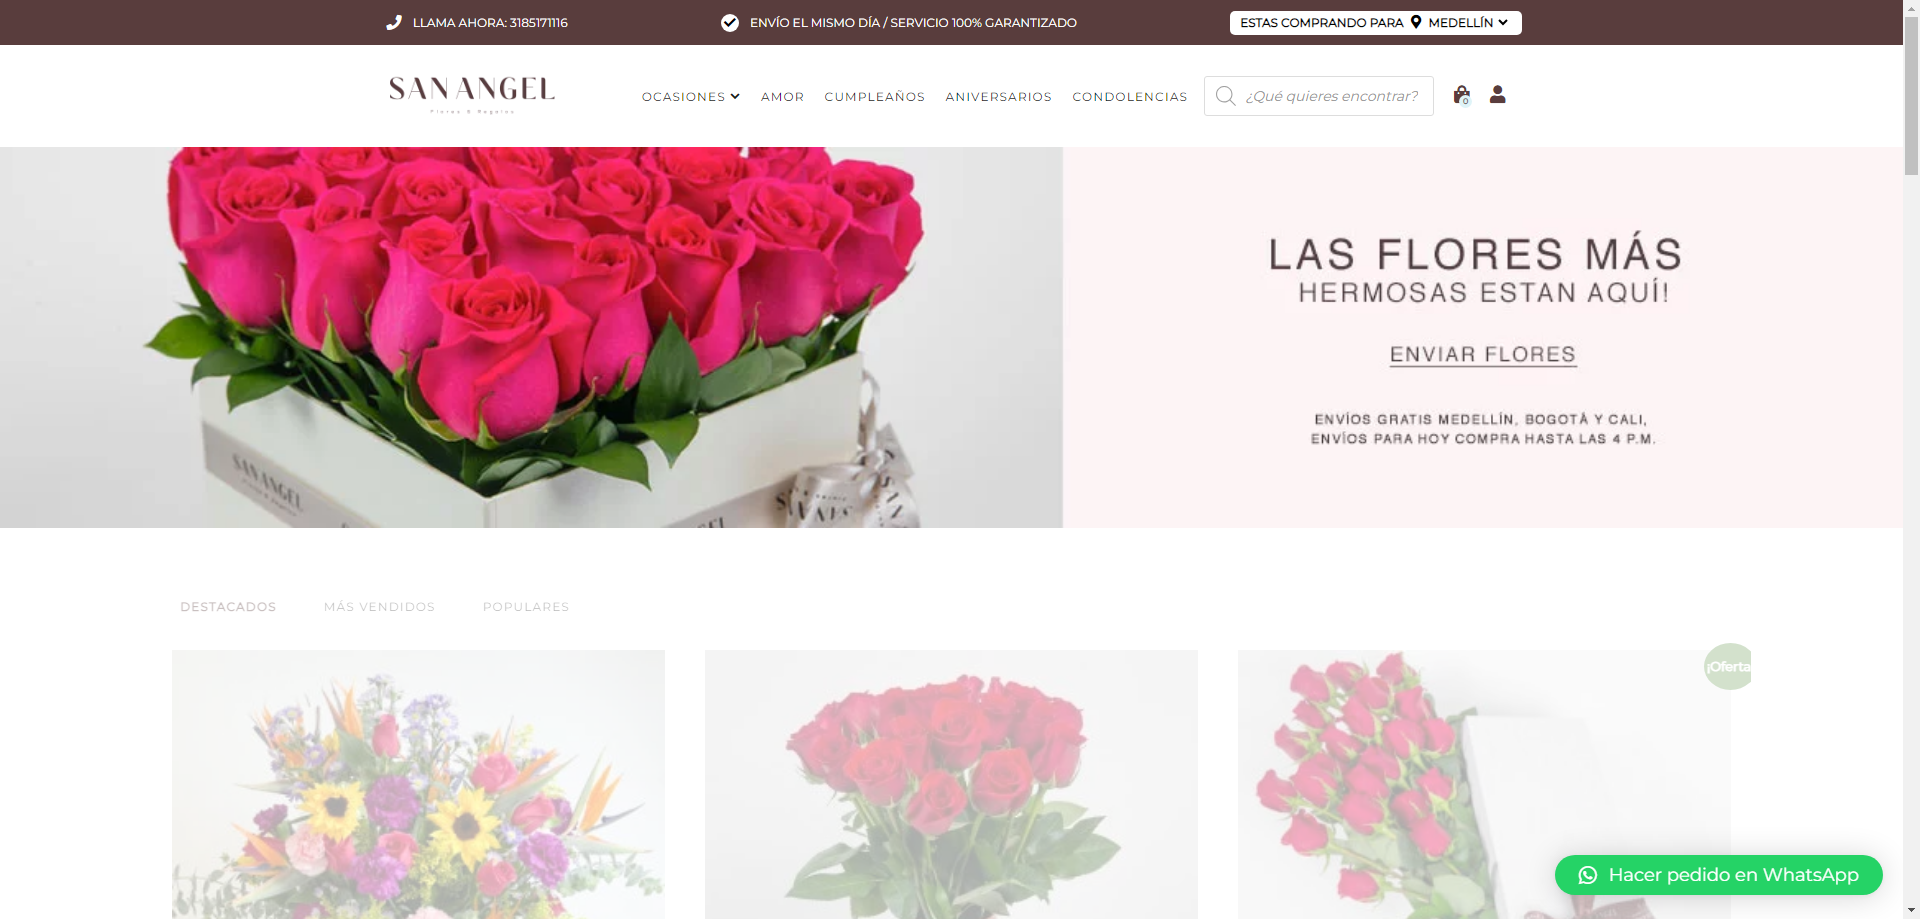 LLAMA AHORA: 3185171116
ENVÍO EL MISMO DÍA / SERVICIO 100% GARANTIZADO
ESTAS COMPRANDO PARA MEDELLÍN
SAN ANGEL
Flores & Regalos
OCASIONES
AMOR
CUMPLEAÑOS
ANIVERSARIOS
CONDOLENCIAS
¿Qué quieres encontrar?
0
LAS FLORES MÁS
HERMOSAS ESTAN AQUÍ!
ENVIAR FLORES
ENVÍOS GRATIS MEDELLÍN, BOGOTÁ Y CALI,
ENVÍOS PARA HOY COMPRA HASTA LAS 4 P.M.
SAN ANGEL
DESTACADOS
MÁS VENDIDOS
POPULARES
¡Oferta
Hacer pedido en WhatsApp